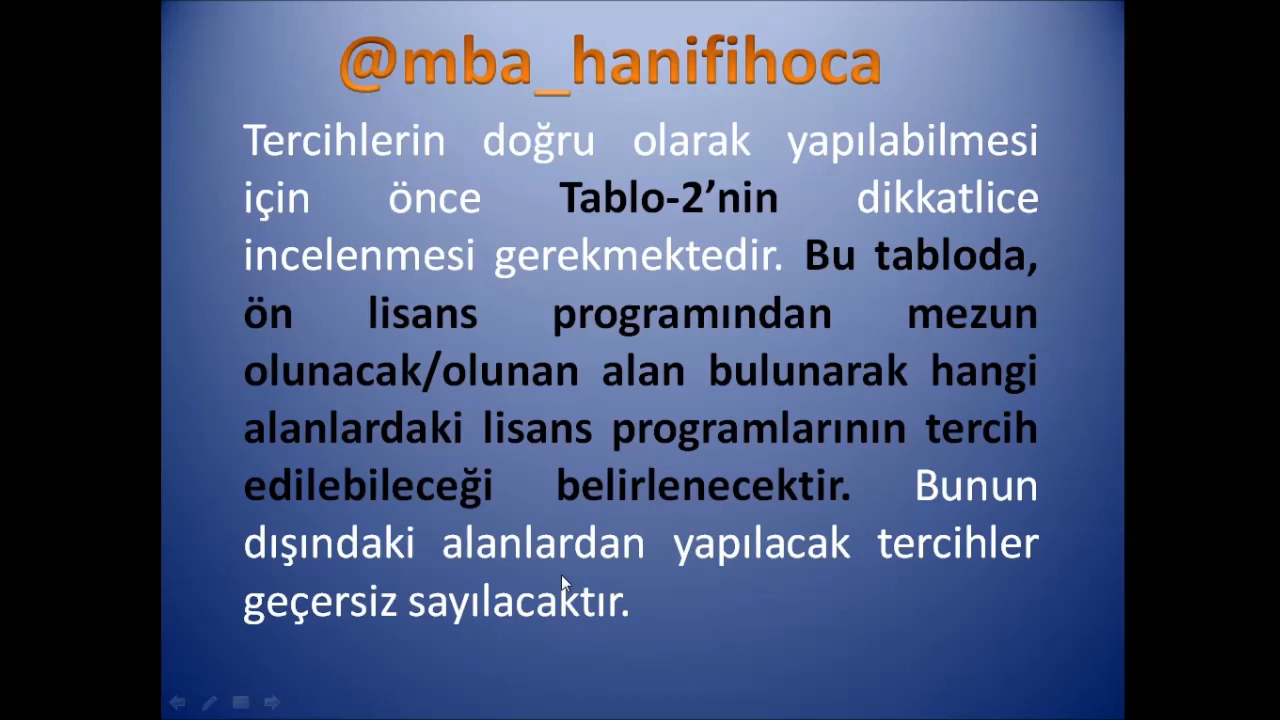 @mba_hanifihoca
Tercihlerin doğru olarak yapılabilmesi
için önce Tablo-2’nin dikkatlice
incelenmesi gerekmektedir. Bu tabloda,
ön lisans programından mezun
olunacak/olunan alan bulunarak hangi
alanlardaki lisans programlarının tercih
edilebileceği belirlenecektir. Bunun
dışındaki alanlardan yapılacak tercihler
geçersiz sayılacaktır.